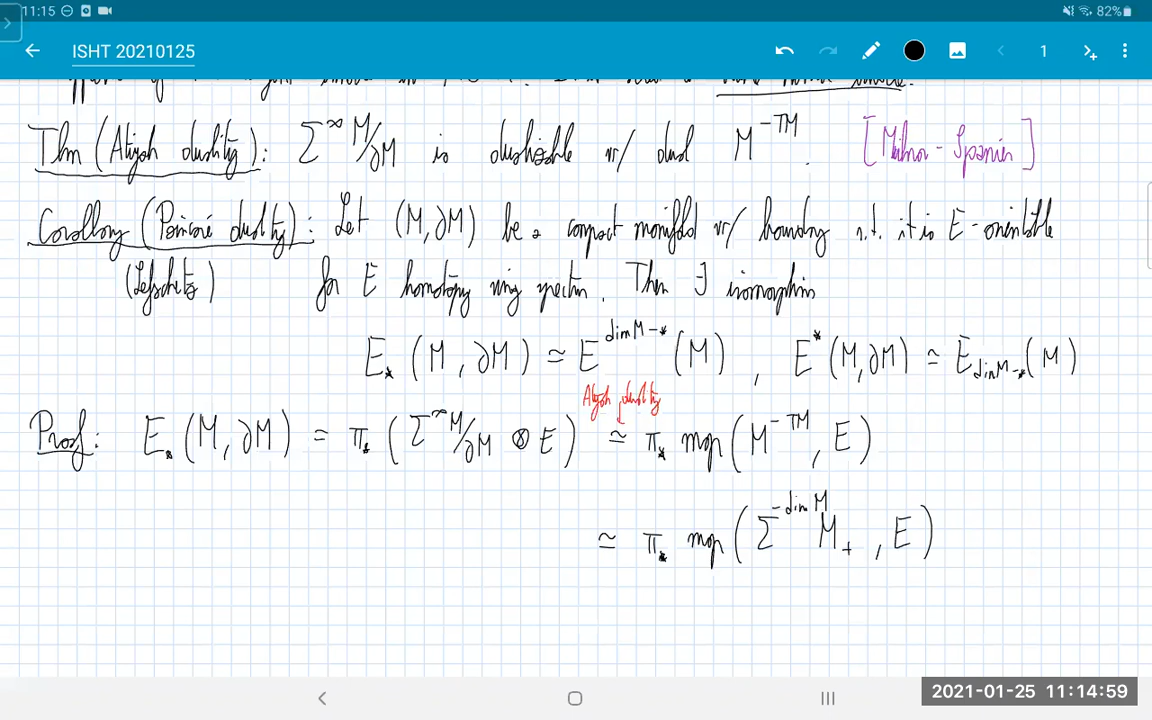 11:15 82%
ISHT 20210125 1
Thm (Atiyah duality): Σ^∞ M/∂M is dualizable w/ dual M^{-TM}. [Milnor-Spanier]
Corollary (Poincaré duality): Let (M, ∂M) be a compact manifold w/ boundary s.t. it is E-orientable
(Lefschetz) for E homotopy ring spectrum. Then ∃ isomorphism
E_* (M, ∂M) ≃ E^{dim M-*} (M) , E^* (M, ∂M) ≃ E_{dim M-*} (M)
Atiyah duality
Proof: E_* (M, ∂M) = π_* (Σ^∞ M/∂M ⊗ E) ≃ π_* map (M^{-TM}, E)
≃ π_* map (Σ^{-dim M} M_+, E)
2021-01-25 11:14:59